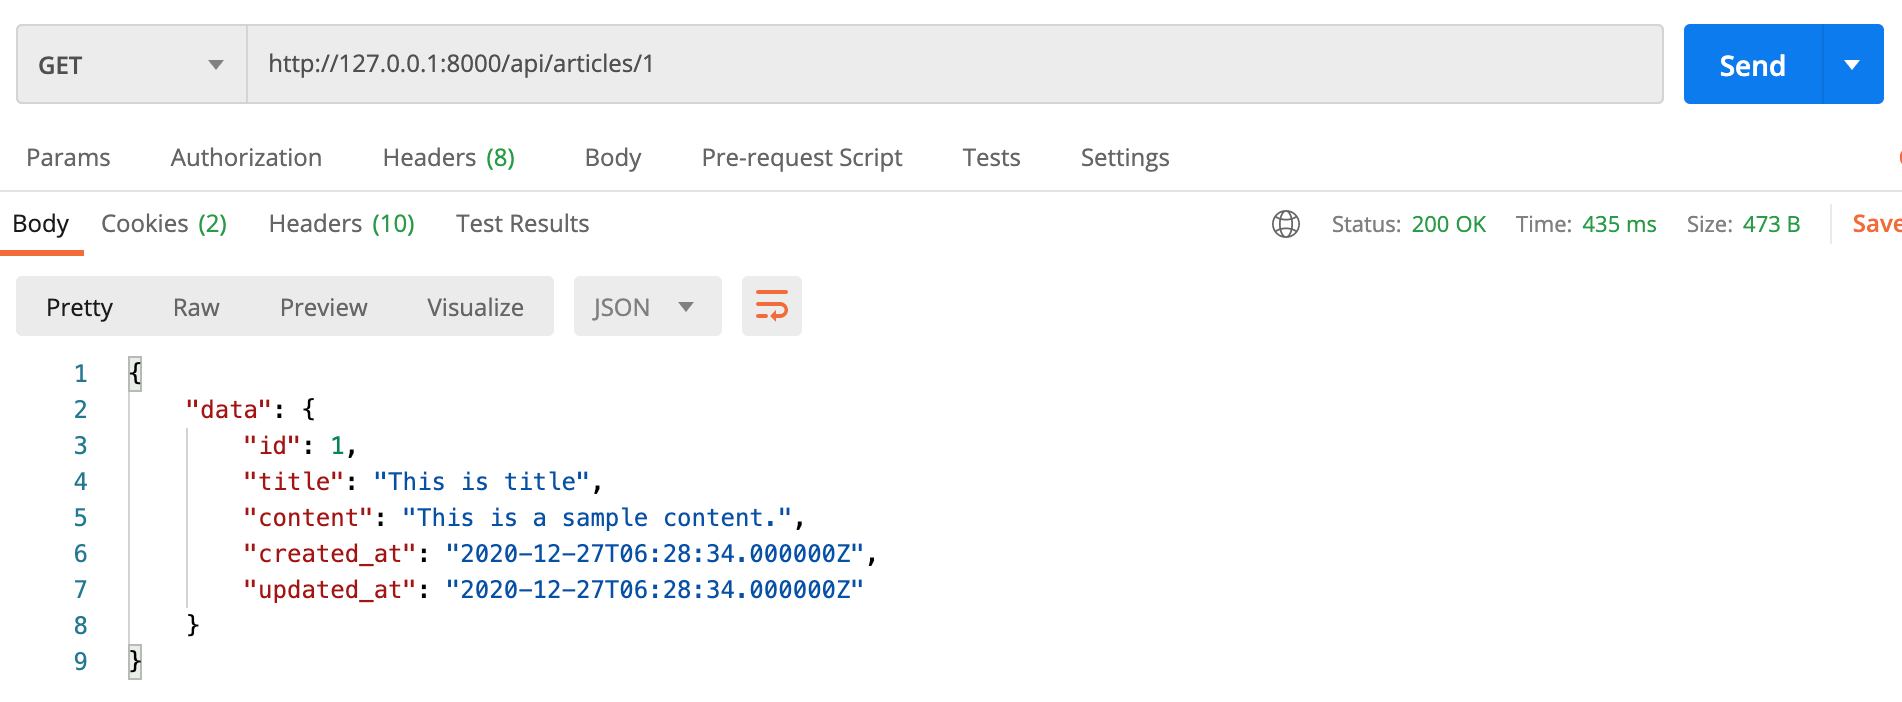 GET http://127.0.0.1:8000/api/articles/1 Send
Params Authorization Headers (8) Body Pre-request Script Tests Settings
Body Cookies (2) Headers (10) Test Results Status: 200 OK Time: 435 ms Size: 473 B Save
Pretty Raw Preview Visualize JSON
1 {
2 "data": {
3 "id": 1,
4 "title": "This is title",
5 "content": "This is a sample content.",
6 "created_at": "2020-12-27T06:28:34.000000Z",
7 "updated_at": "2020-12-27T06:28:34.000000Z"
8 }
9 }